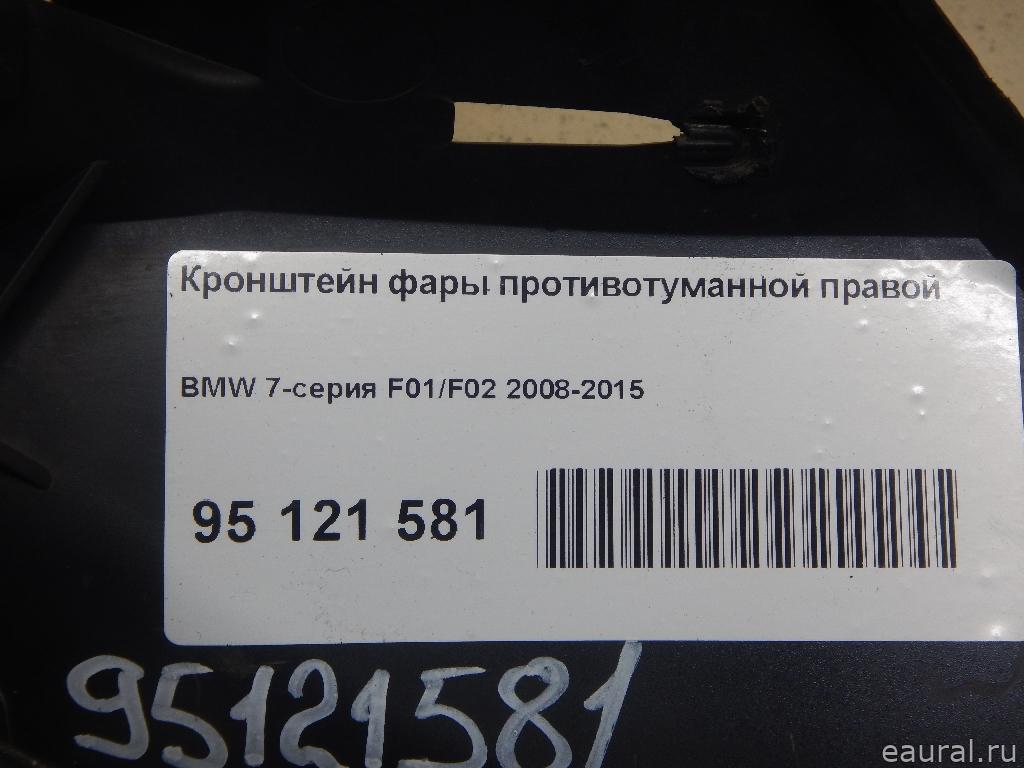 Кронштейн фары противотуманной правой
BMW 7-серия F01/F02 2008-2015
95 121 581
95121581
eaural.ru